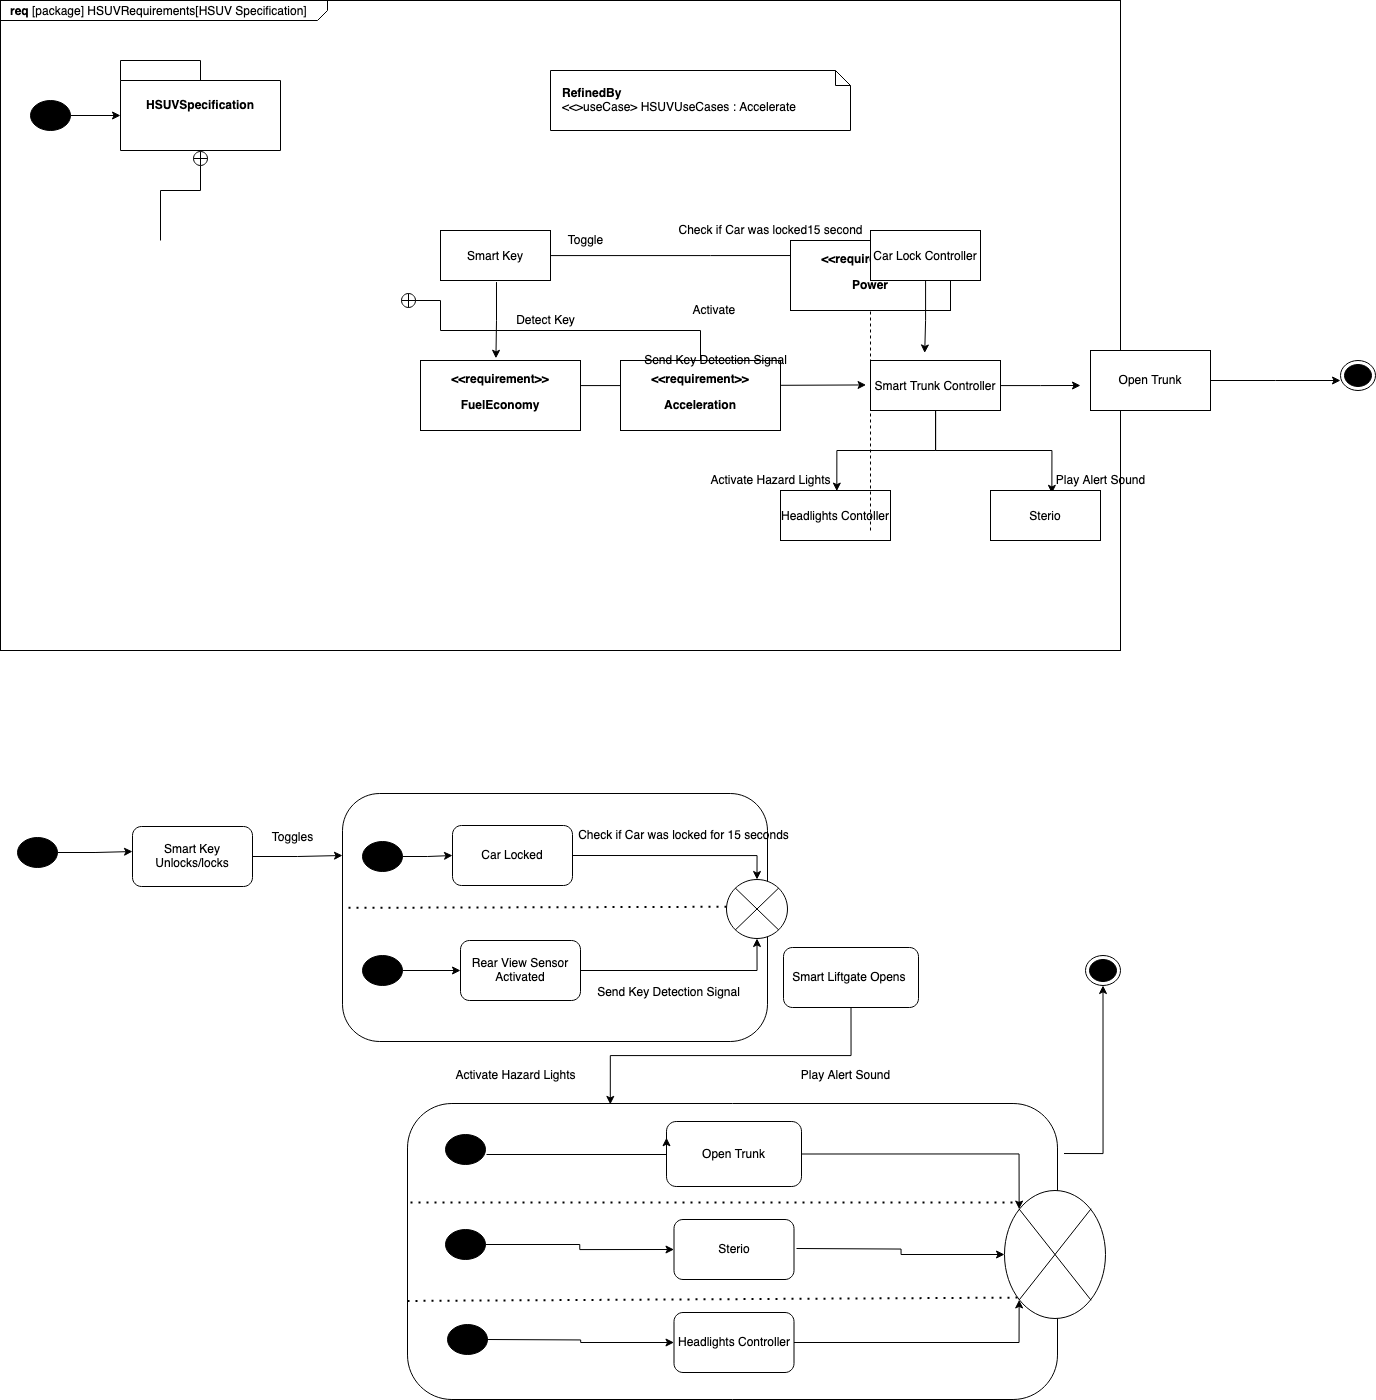 req [package] HSUVRequirements[HSUV Specification]
HSUVSpecification
RefinedBy
<<>useCase> HSUVUseCases : Accelerate
Check if Car was locked15 second
Toggle
Smart Key
<<requir
Car Lock Controller
Power
Activate
Detect Key
Send Key Detection Signal
<<requirement>>
FuelEconomy
<<requirement>>
Acceleration
Smart Trunk Controller
Open Trunk
Activate Hazard Lights
Play Alert Sound
Headlights Contoller
Sterio
Smart Key
Unlocks/locks
Toggles
Check if Car was locked for 15 seconds
Car Locked
Rear View Sensor
Activated
Send Key Detection Signal
Smart Liftgate Opens
Activate Hazard Lights
Play Alert Sound
Open Trunk
Sterio
Headlights Controller